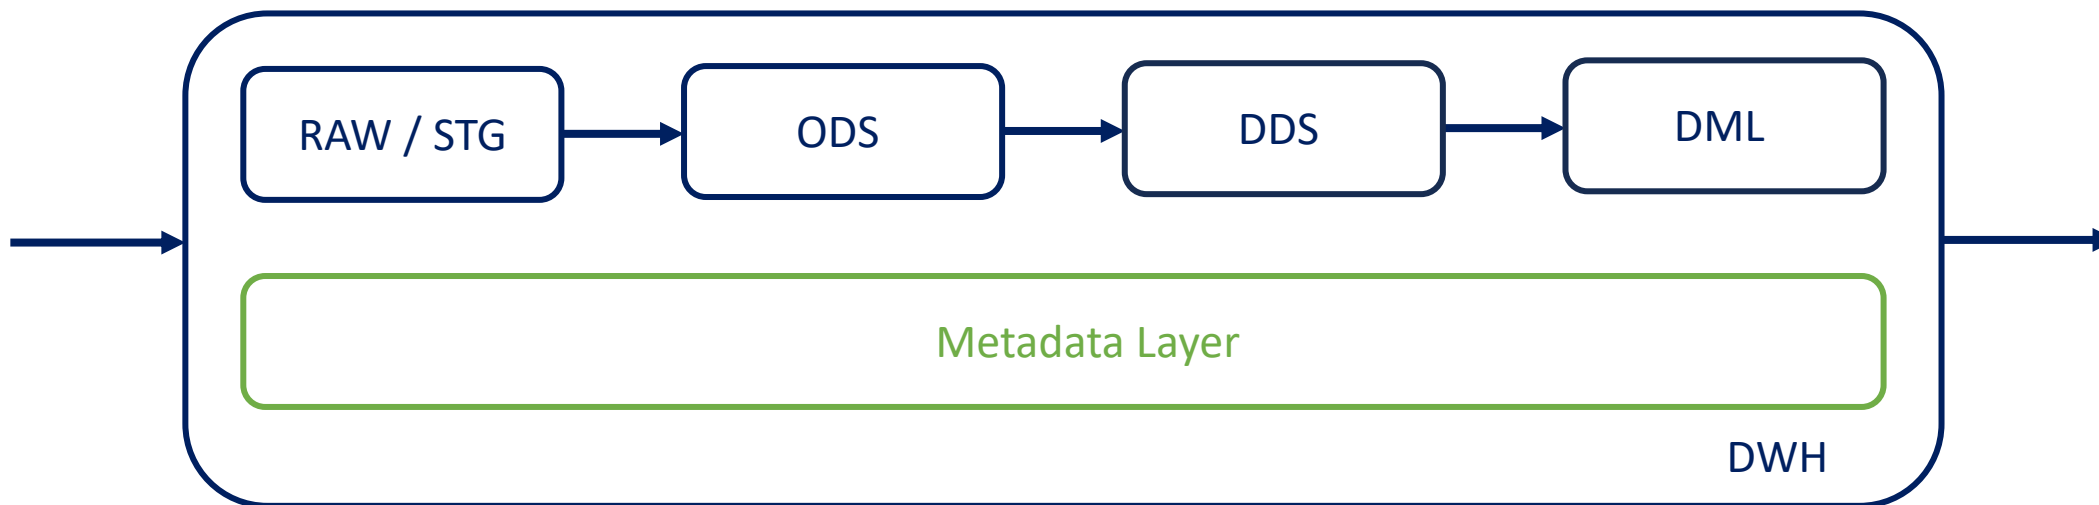 RAW / STG
ODS
DDS
DML
Metadata Layer
DWH